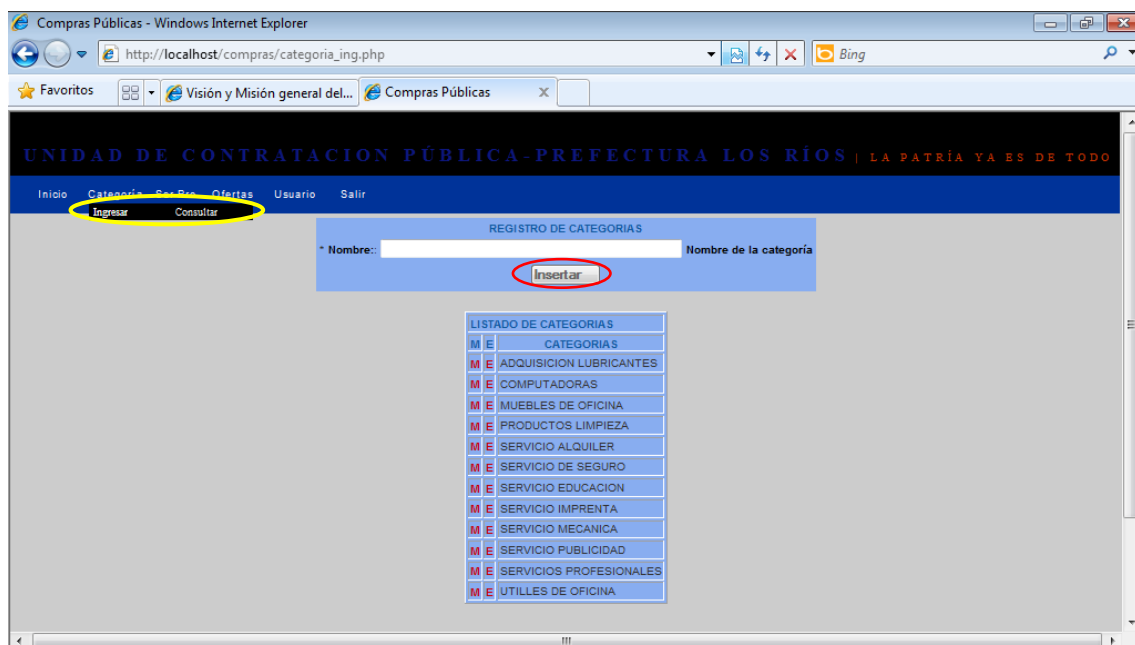 Compras Públicas - Windows Internet Explorer
http://localhost/compras/categoria_ing.php
Bing
Favoritos
Visión y Misión general del...
Compras Públicas
UNIDAD DE CONTRATACION PÚBLICA-PREFECTURA LOS RÍOS | LA PATRÍA YA ES DE TODO
Inicio Categoria Ser.Pro Ofertas Usuario Salir
Ingresar Consultar
REGISTRO DE CATEGORIAS
* Nombre:: Nombre de la categoría
Insertar
LISTADO DE CATEGORIAS
M E CATEGORIAS
M E ADQUISICION LUBRICANTES
M E COMPUTADORAS
M E MUEBLES DE OFICINA
M E PRODUCTOS LIMPIEZA
M E SERVICIO ALQUILER
M E SERVICIO DE SEGURO
M E SERVICIO EDUCACION
M E SERVICIO IMPRENTA
M E SERVICIO MECANICA
M E SERVICIO PUBLICIDAD
M E SERVICIOS PROFESIONALES
M E UTILLES DE OFICINA